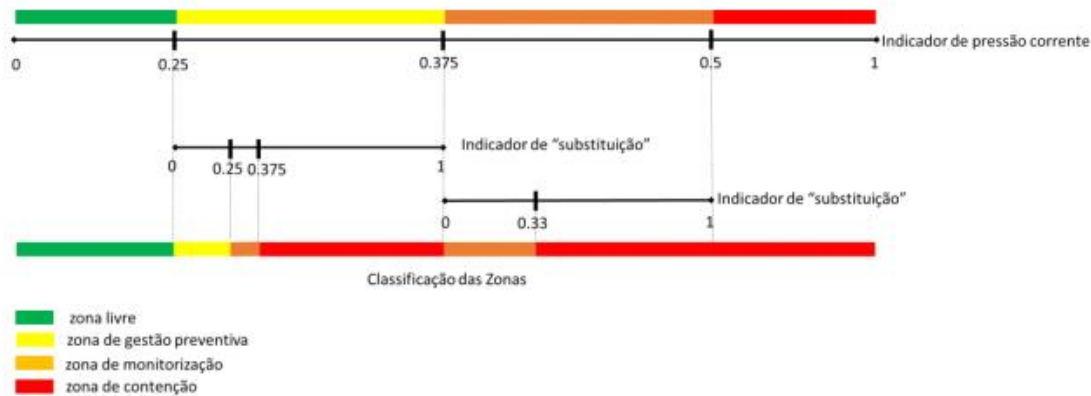 Indicador de pressão corrente
0 0.25 0.375 0.5 1
Indicador de "substituição"
0 0.25 0.375 1
Indicador de "substituição"
0 0.33 1
Classificação das Zonas
zona livre
zona de gestão preventiva
zona de monitorização
zona de contenção